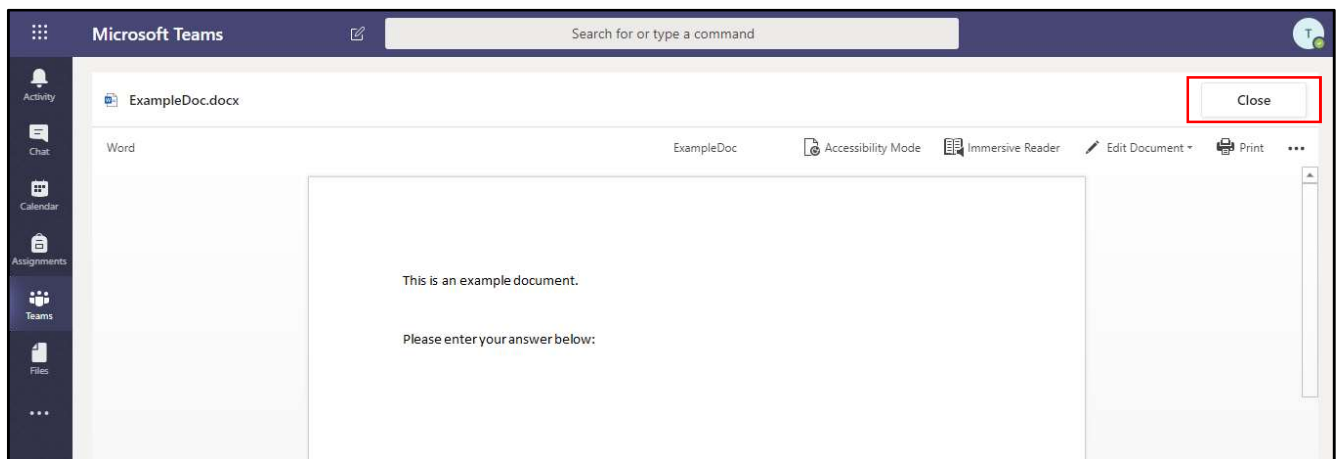 Microsoft Teams
Search for or type a command
T
Activity
ExampleDoc.docx
Close
Chat
Word
ExampleDoc
Accessibility Mode
Immersive Reader
Edit Document
Print
Calendar
Assignments
Teams
Files
This is an example document.
Please enter your answer below: